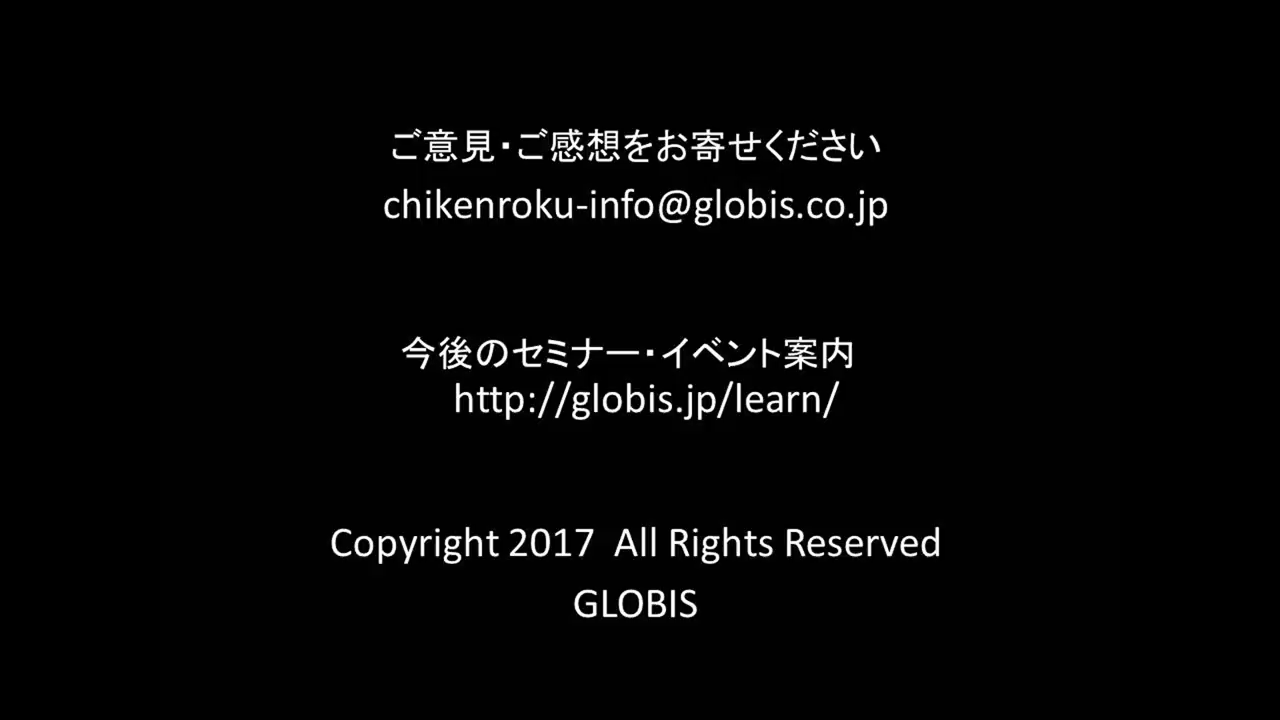 ご意見・ご感想をお寄せください
chikenroku-info@globis.co.jp
今後のセミナー・イベント案内
http://globis.jp/learn/
Copyright 2017 All Rights Reserved
GLOBIS